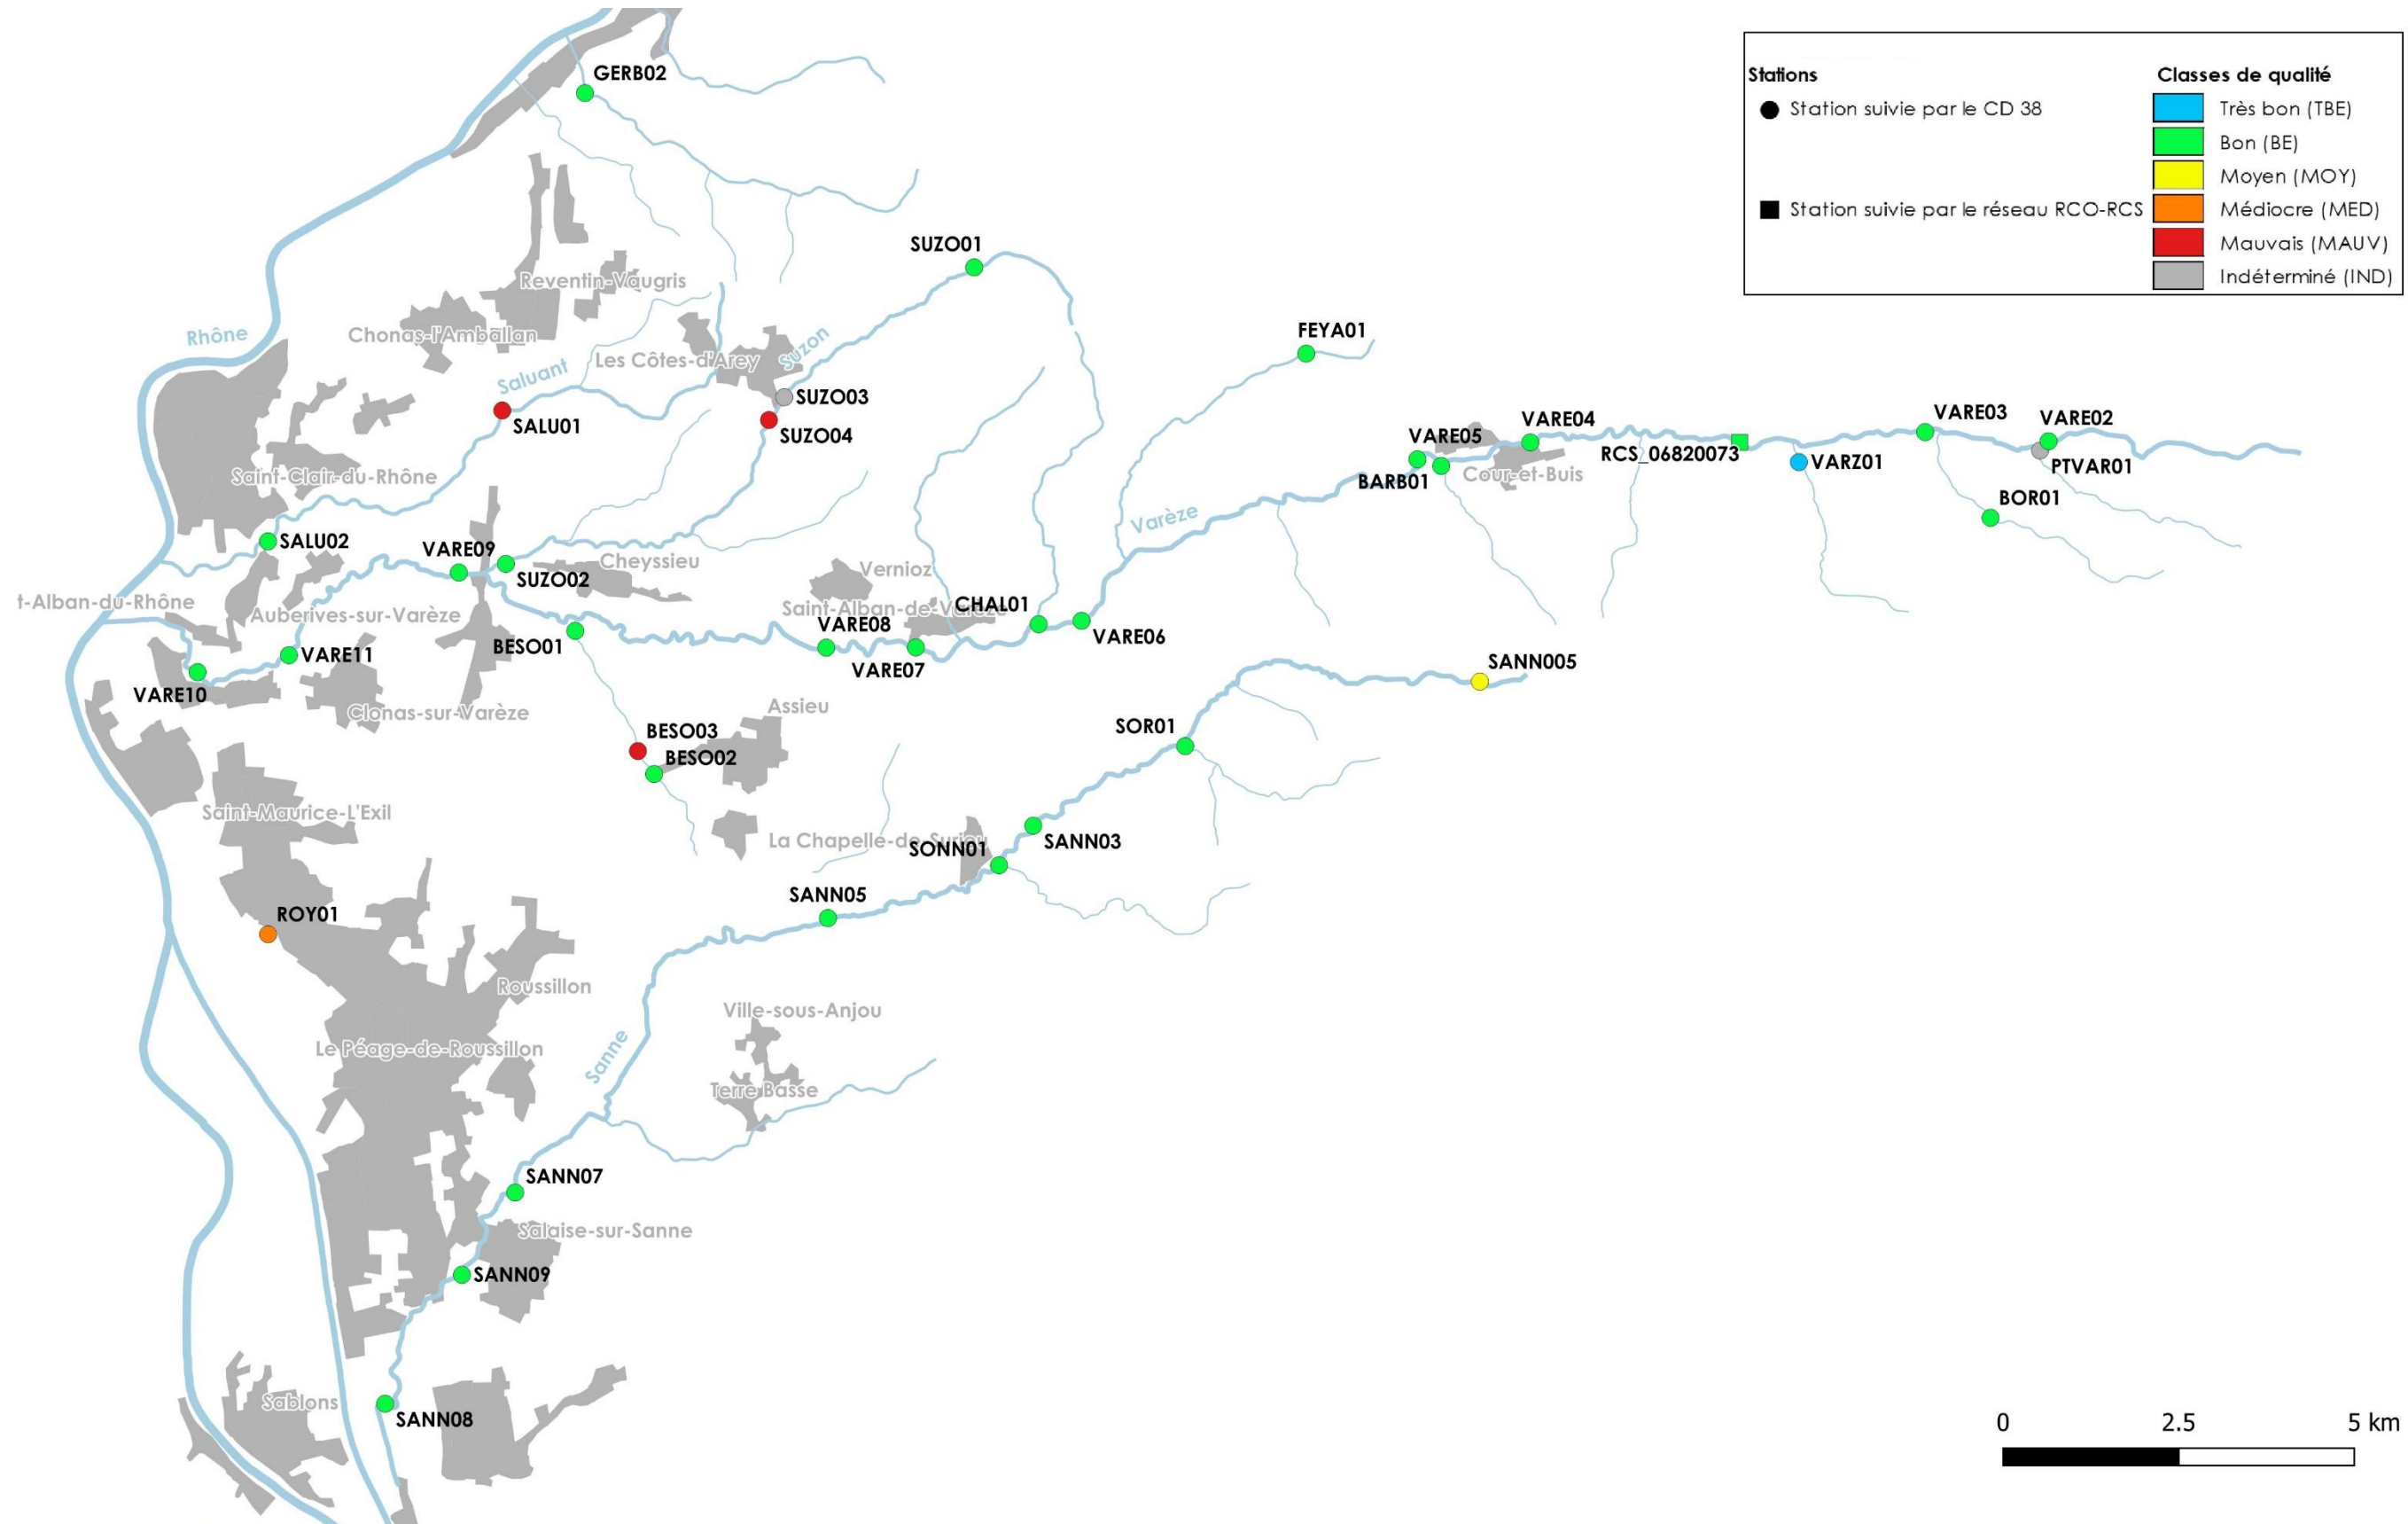 GERB02
Stations
Classes de qualité
Station suivie par le CD 38
Très bon (TBE)
Bon (BE)
Moyen (MOY)
Station suivie par le réseau RCO-RCS
Médiocre (MED)
Mauvais (MAUV)
Indéterminé (IND)
SUZO01
Reventin-Vaugris
Rhône
Chonas-l'Amballan
Suzon
FEYA01
Les Côtes-d'Arey
Saluant
SUZO03
SALU01
SUZO04
VARE05
VARE04
VARE03
VARE02
RCS_06820073
VARZ01
PTVAR01
BARB01
Cour-et-Buis
Saint-Clair-du-Rhône
BOR01
Varèze
SALU02
VARE09
SUZO02
Cheyssieu
Vernioz
t-Alban-du-Rhône
Auberives-sur-Varèze
Saint-Alban-de-Varèze
CHAL01
VARE08
VARE06
BESO01
VARE11
VARE07
VARE10
SANN005
Clonas-sur-Varèze
Assieu
BESO03
BESO02
SOR01
Saint-Maurice-L'Exil
La Chapelle-de-Surieu
SONN01
SANN03
SANN05
ROY01
Roussillon
Ville-sous-Anjou
Le Péage-de-Roussillon
Sanne
Terre Basse
SANN07
Salaise-sur-Sanne
SANN09
Sablons
SANN08
0 2.5 5 km